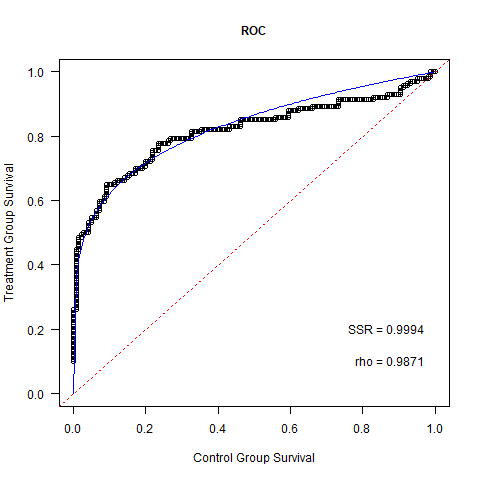 ROC
Treatment Group Survival
1.0
0.8
0.6
0.4
0.2
0.0
SSR = 0.9994
rho = 0.9871
0.0 0.2 0.4 0.6 0.8 1.0
Control Group Survival